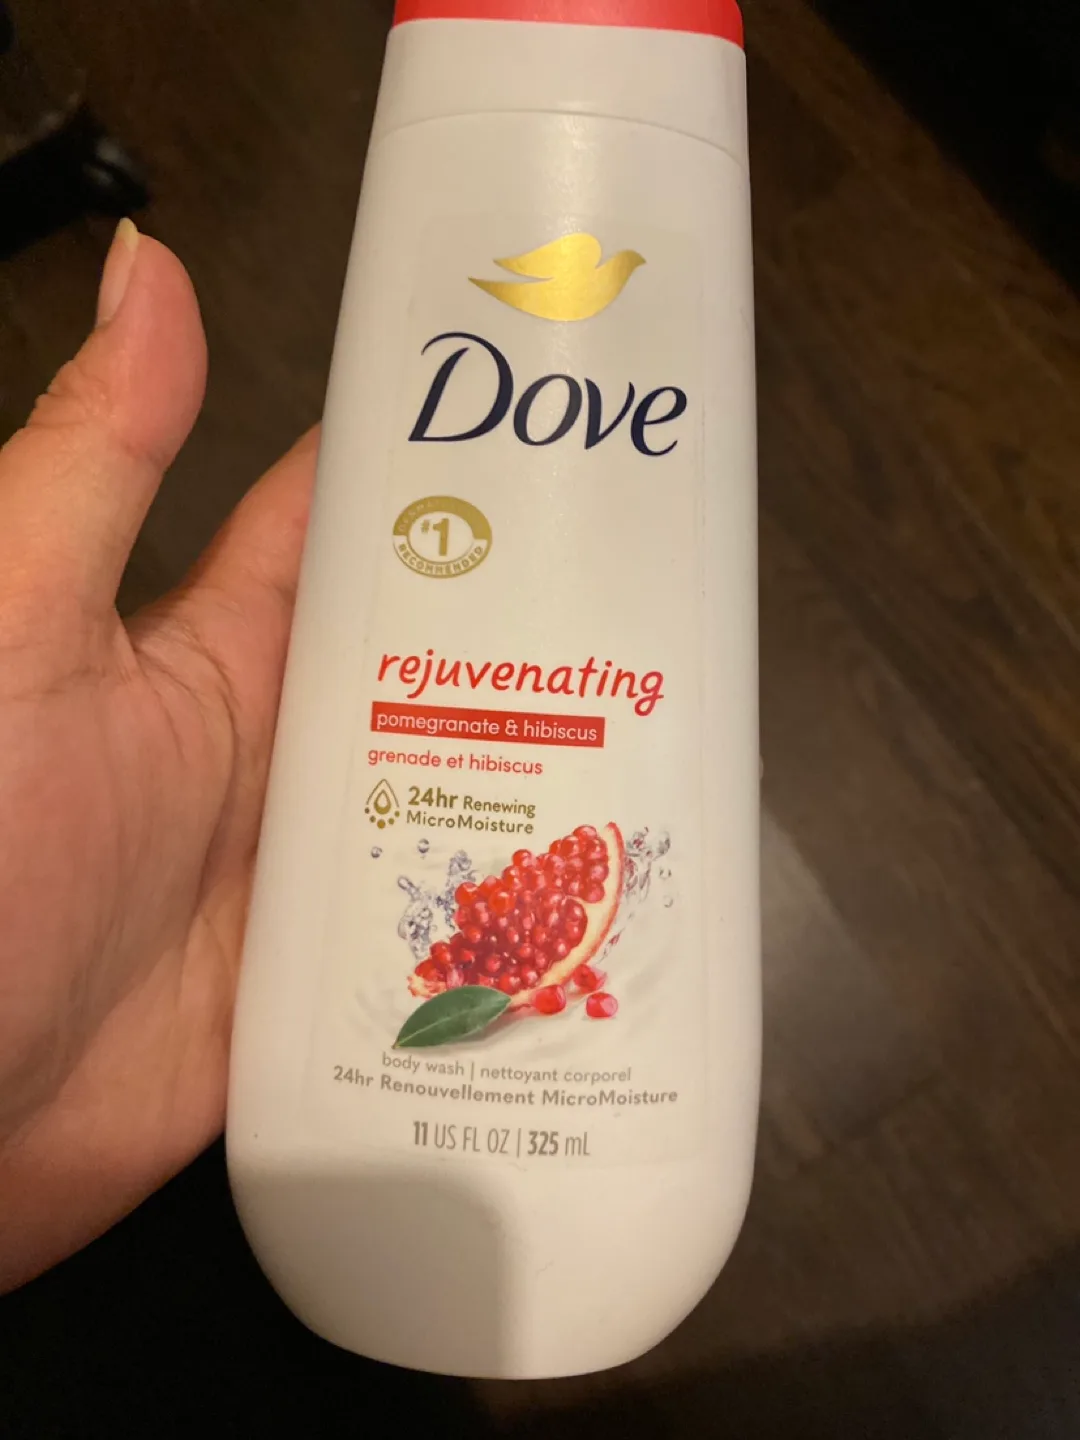 Dove
#1
RECOMMENDED
rejuvenating
pomegranate & hibiscus
grenade et hibiscus
24hr Renewing
MicroMoisture
body wash | nettoyant corporel
24hr Renouvellement MicroMoisture
11 US FL OZ | 325 mL